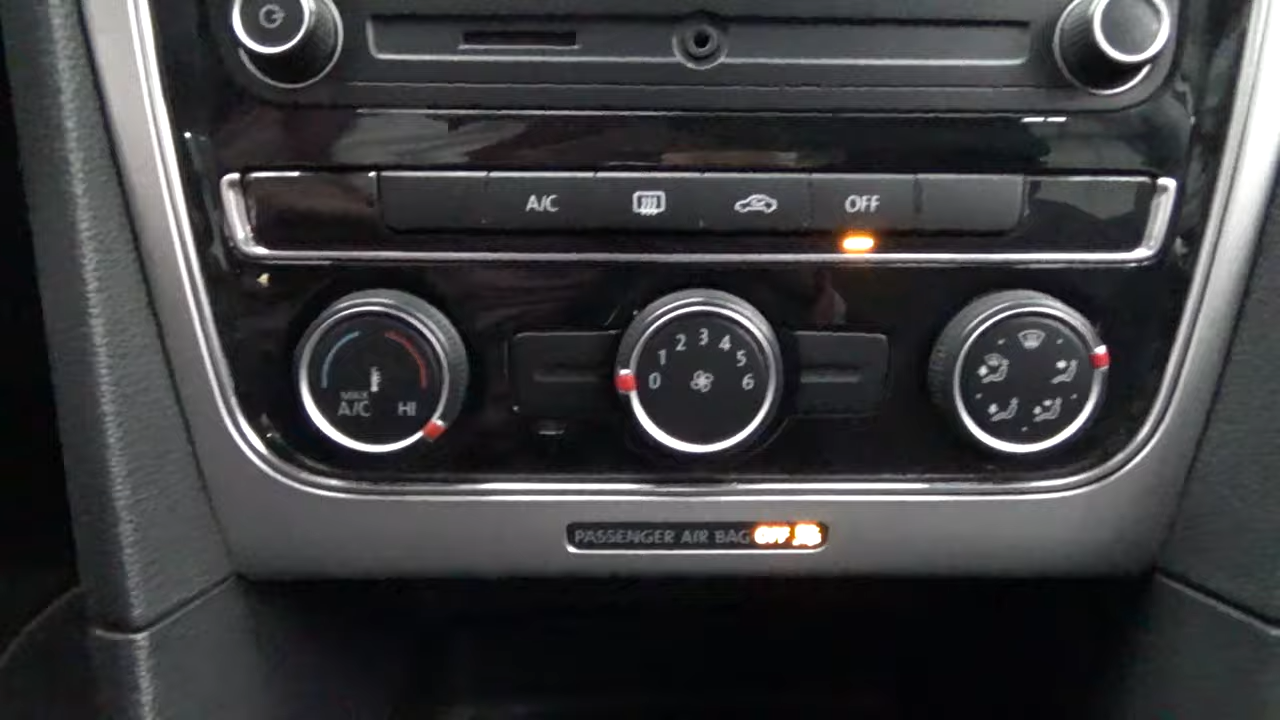 A/C OFF
MAX
A/C HI
0 1 2 3 4 5 6
PASSENGER AIR BAG OFF